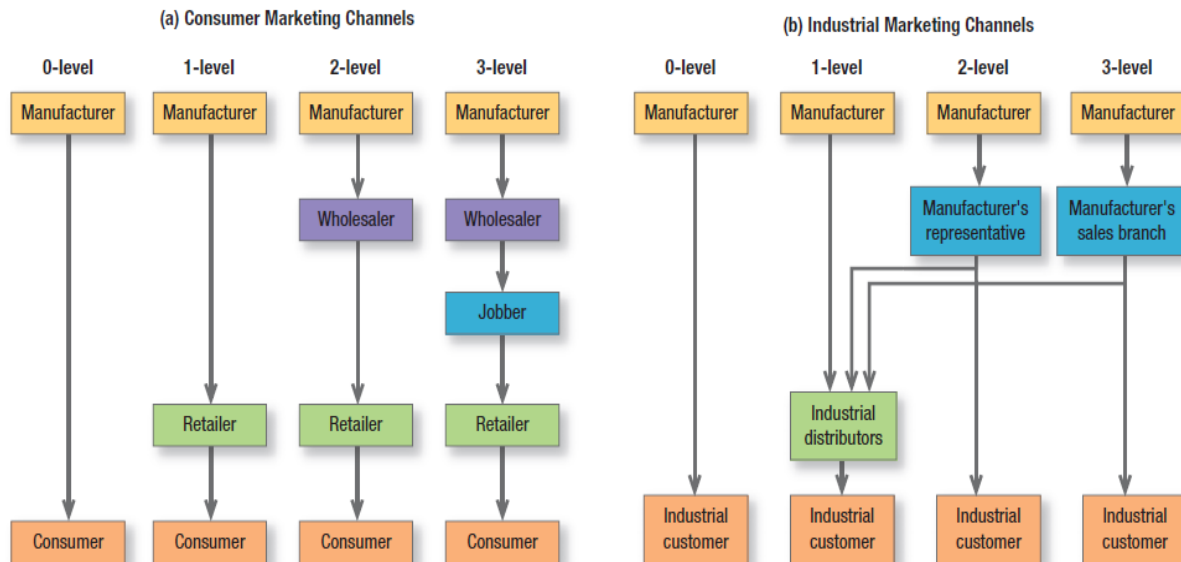 (a) Consumer Marketing Channels
0-level
1-level
2-level
3-level
Manufacturer
Manufacturer
Manufacturer
Manufacturer
Wholesaler
Wholesaler
Jobber
Retailer
Retailer
Retailer
Consumer
Consumer
Consumer
Consumer
(b) Industrial Marketing Channels
0-level
1-level
2-level
3-level
Manufacturer
Manufacturer
Manufacturer
Manufacturer
Manufacturer's
representative
Manufacturer's
sales branch
Industrial
distributors
Industrial
customer
Industrial
customer
Industrial
customer
Industrial
customer